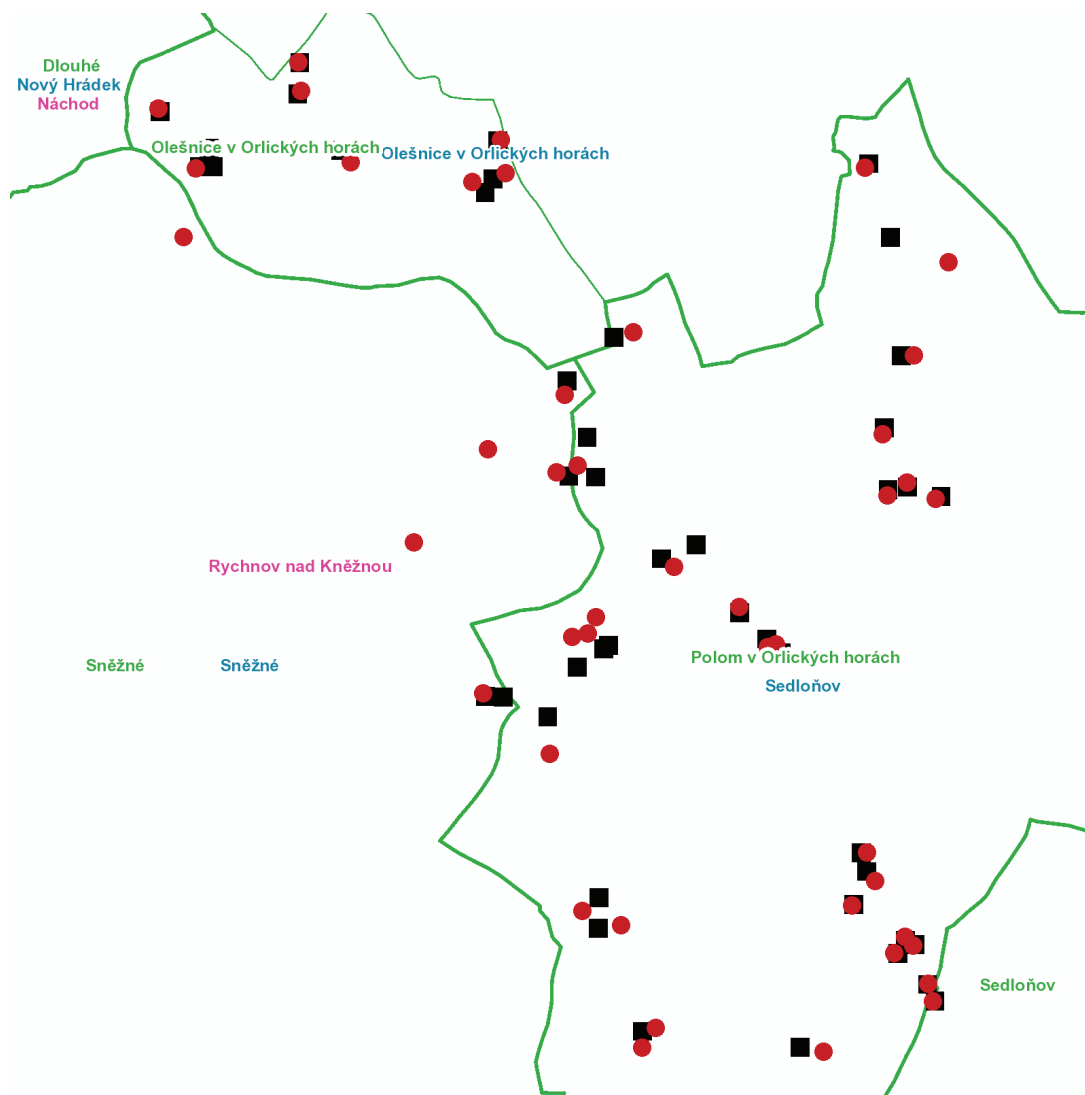 Dlouhé
Nový Hrádek
Náchod
Olešnice v Orlických horách
Olešnice v Orlických horách
Rychnov nad Kněžnou
Sněžné
Sněžné
Polom v Orlických horách
Sedloňov
Sedloňov